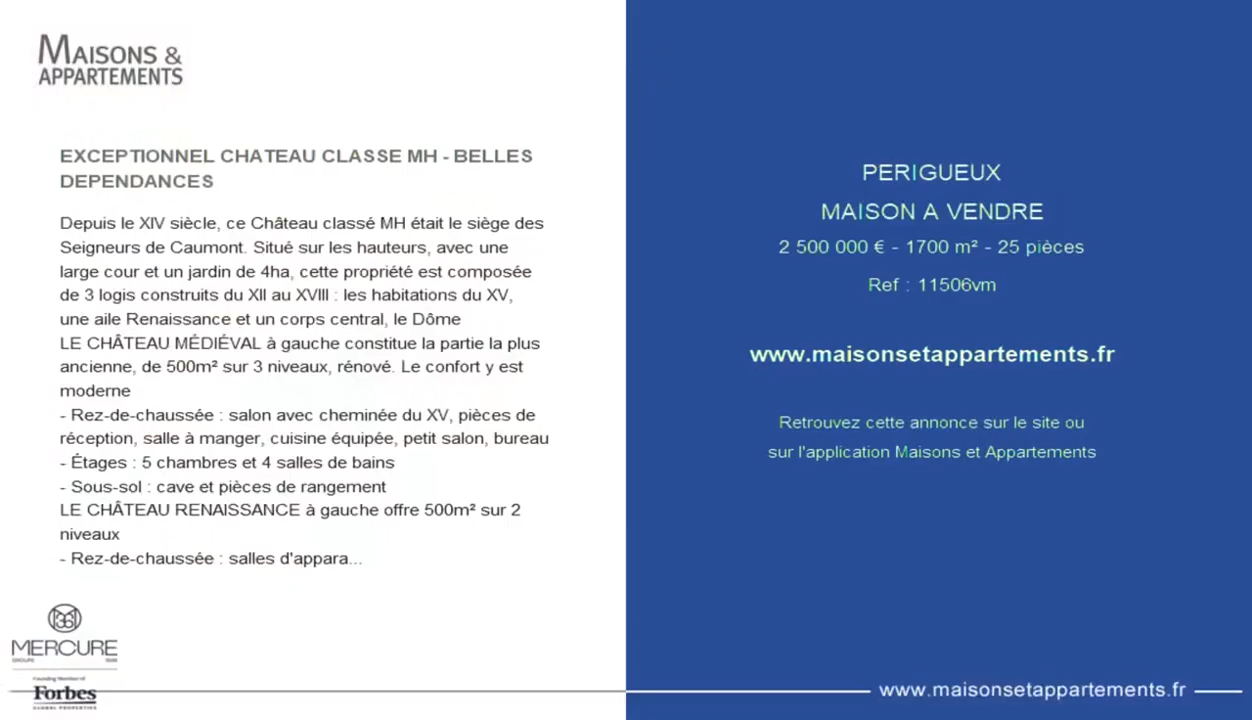 MAISONS &
APPARTEMENTS
EXCEPTIONNEL CHATEAU CLASSE MH - BELLES
DEPENDANCES
Depuis le XIV siècle, ce Château classé MH était le siège des
Seigneurs de Caumont. Situé sur les hauteurs, avec une
large cour et un jardin de 4ha, cette propriété est composée
de 3 logis construits du XII au XVIII : les habitations du XV,
une aile Renaissance et un corps central, le Dôme
LE CHÂTEAU MÉDIÉVAL à gauche constitue la partie la plus
ancienne, de 500m² sur 3 niveaux, rénové. Le confort y est
moderne
- Rez-de-chaussée : salon avec cheminée du XV, pièces de
réception, salle à manger, cuisine équipée, petit salon, bureau
- Étages : 5 chambres et 4 salles de bains
- Sous-sol : cave et pièces de rangement
LE CHÂTEAU RENAISSANCE à gauche offre 500m² sur 2
niveaux
- Rez-de-chaussée : salles d'appara...
MERCURE
GROUPE
Founding Member of
Forbes
GLOBAL PROPERTIES
PERIGUEUX
MAISON A VENDRE
2 500 000 € - 1700 m² - 25 pièces
Ref : 11506vm
www.maisonsetappartements.fr
Retrouvez cette annonce sur le site ou
sur l'application Maisons et Appartements
www.maisonsetappartements.fr